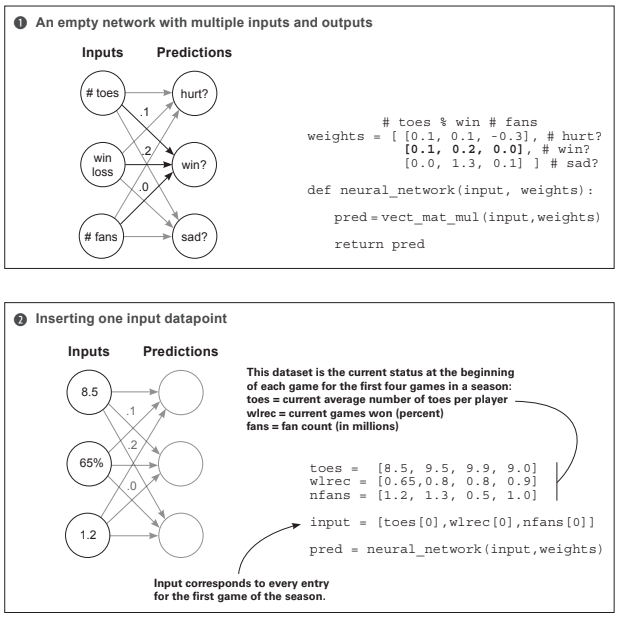 1 An empty network with multiple inputs and outputs
Inputs Predictions
# toes
hurt?
.1
win
loss
.2
win?
.0
# fans
sad?
# toes % win # fans
weights = [ [0.1, 0.1, -0.3], # hurt?
[0.1, 0.2, 0.0], # win?
[0.0, 1.3, 0.1] ] # sad?
def neural_network(input, weights):
pred = vect_mat_mul(input,weights)
return pred
2 Inserting one input datapoint
Inputs Predictions
8.5
.1
.2
65%
.0
1.2
This dataset is the current status at the beginning
of each game for the first four games in a season:
toes = current average number of toes per player
wlrec = current games won (percent)
fans = fan count (in millions)
toes = [8.5, 9.5, 9.9, 9.0]
wlrec = [0.65,0.8, 0.8, 0.9]
nfans = [1.2, 1.3, 0.5, 1.0]
input = [toes[0],wlrec[0],nfans[0]]
pred = neural_network(input,weights)
Input corresponds to every entry
for the first game of the season.